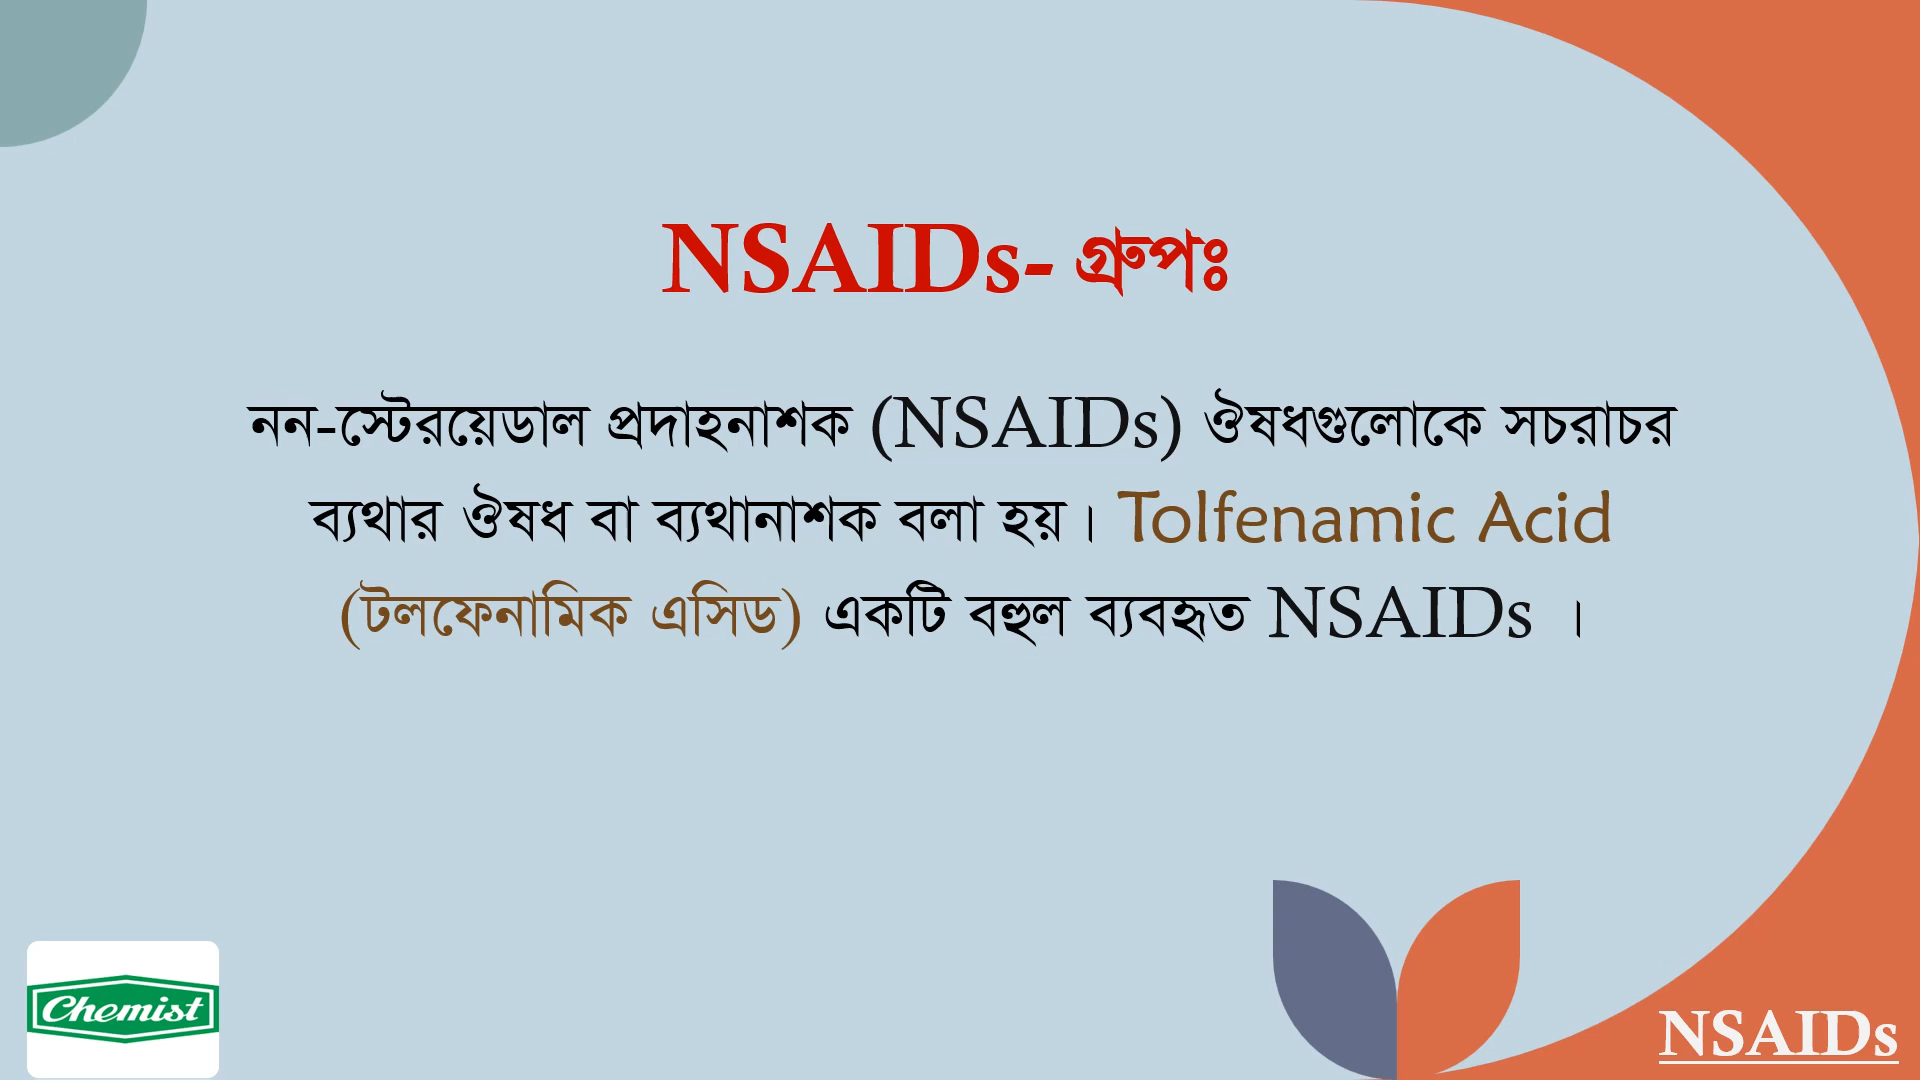 NSAIDs- গ্রুপঃ
নন-স্টেরয়েডাল প্রদাহনাশক (NSAIDs) ঔষধগুলোকে সচরাচর
ব্যথার ঔষধ বা ব্যথানাশক বলা হয়। Tolfenamic Acid
(টলফেনামিক এসিড) একটি বহুল ব্যবহৃত NSAIDs ।
Chemist
NSAIDs